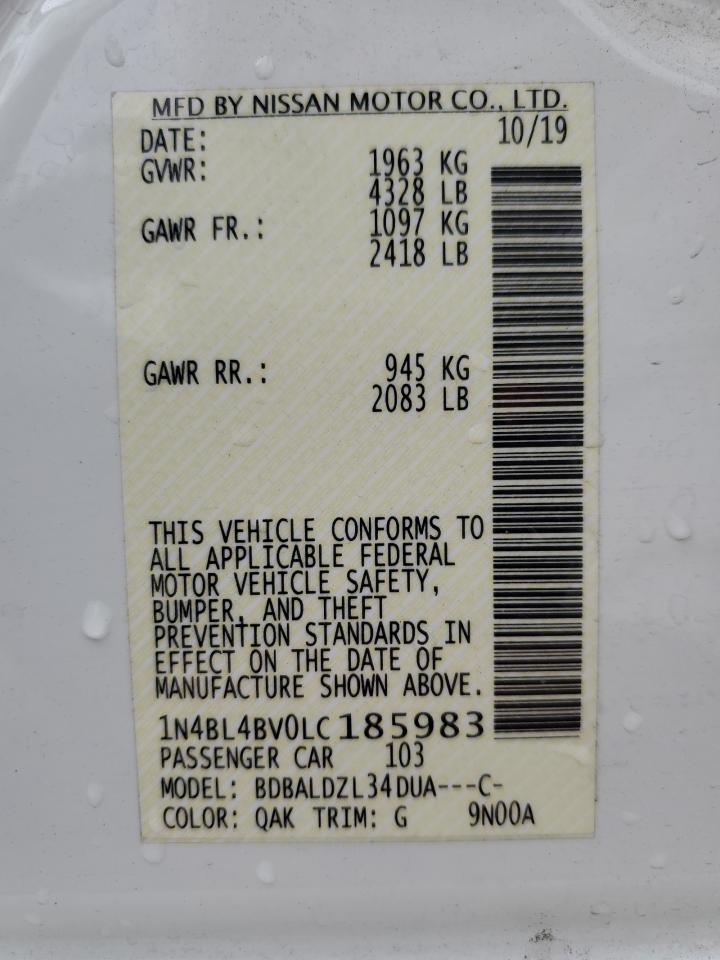 MFD BY NISSAN MOTOR CO., LTD.
DATE: 10/19
GVWR: 1963 KG
4328 LB
GAWR FR.: 1097 KG
2418 LB
GAWR RR.: 945 KG
2083 LB
THIS VEHICLE CONFORMS TO
ALL APPLICABLE FEDERAL
MOTOR VEHICLE SAFETY,
BUMPER, AND THEFT
PREVENTION STANDARDS IN
EFFECT ON THE DATE OF
MANUFACTURE SHOWN ABOVE.
1N4BL4BV0LC185983
PASSENGER CAR 103
MODEL: BDBALDZL34DUA---C-
COLOR: QAK TRIM: G 9N00A